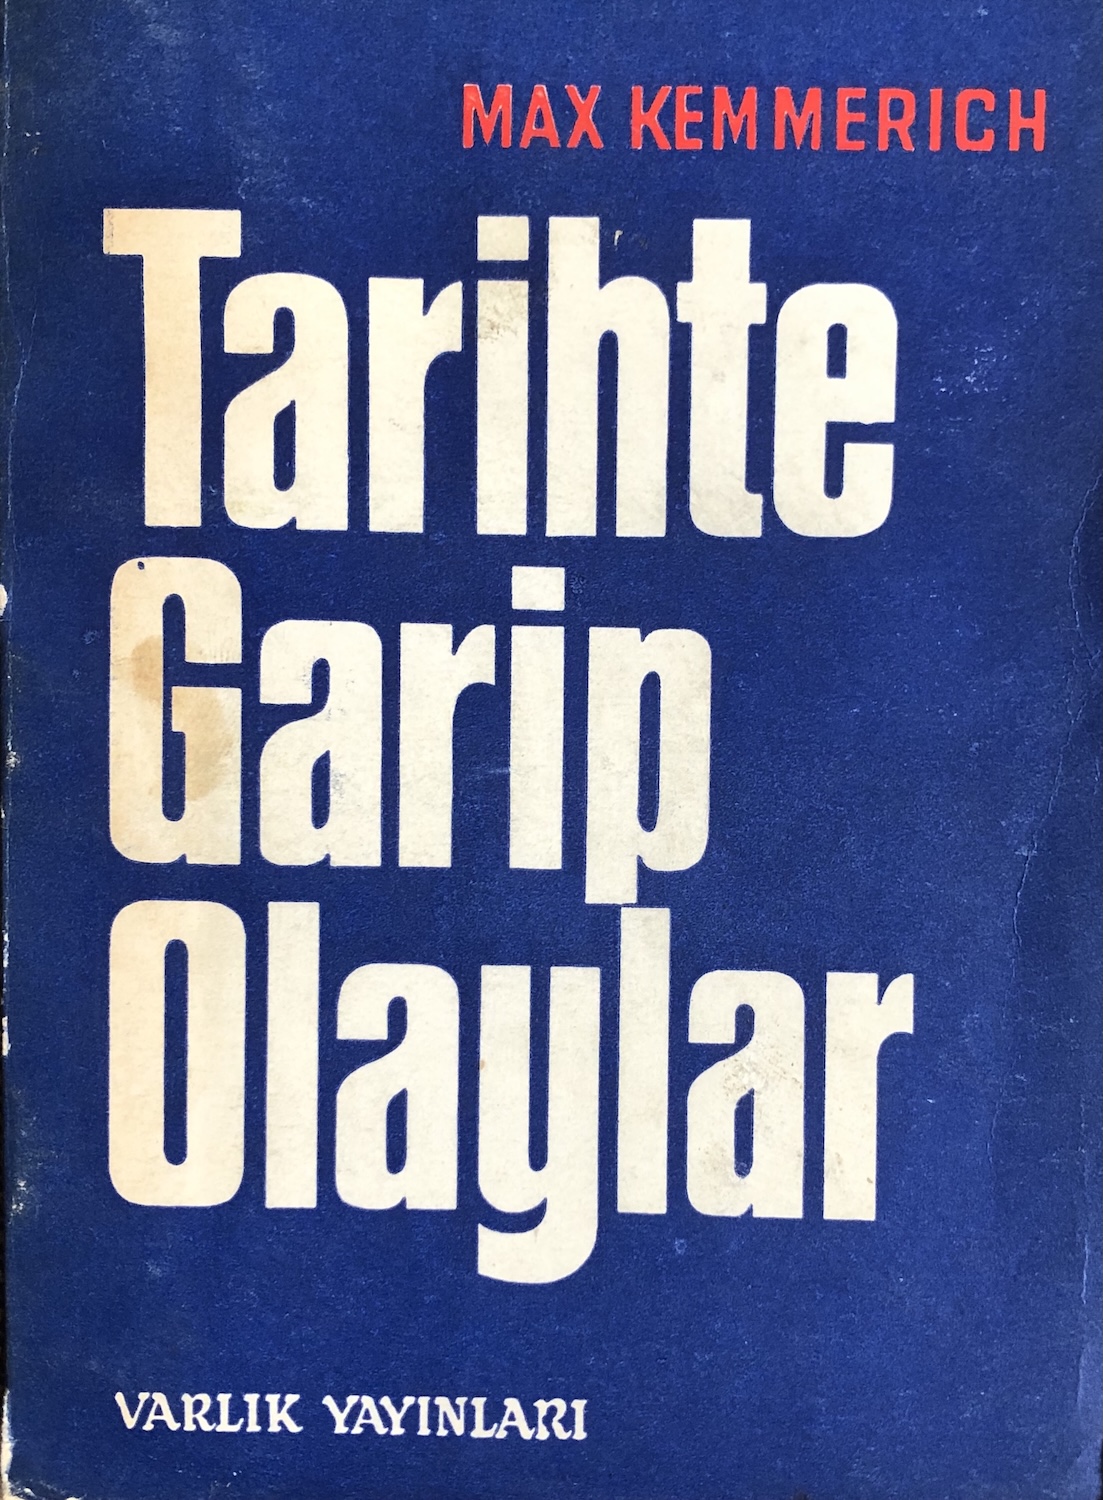 MAX KEMMERICH
Tarihte
Garip
Olaylar
VARLIK YAYINLARI